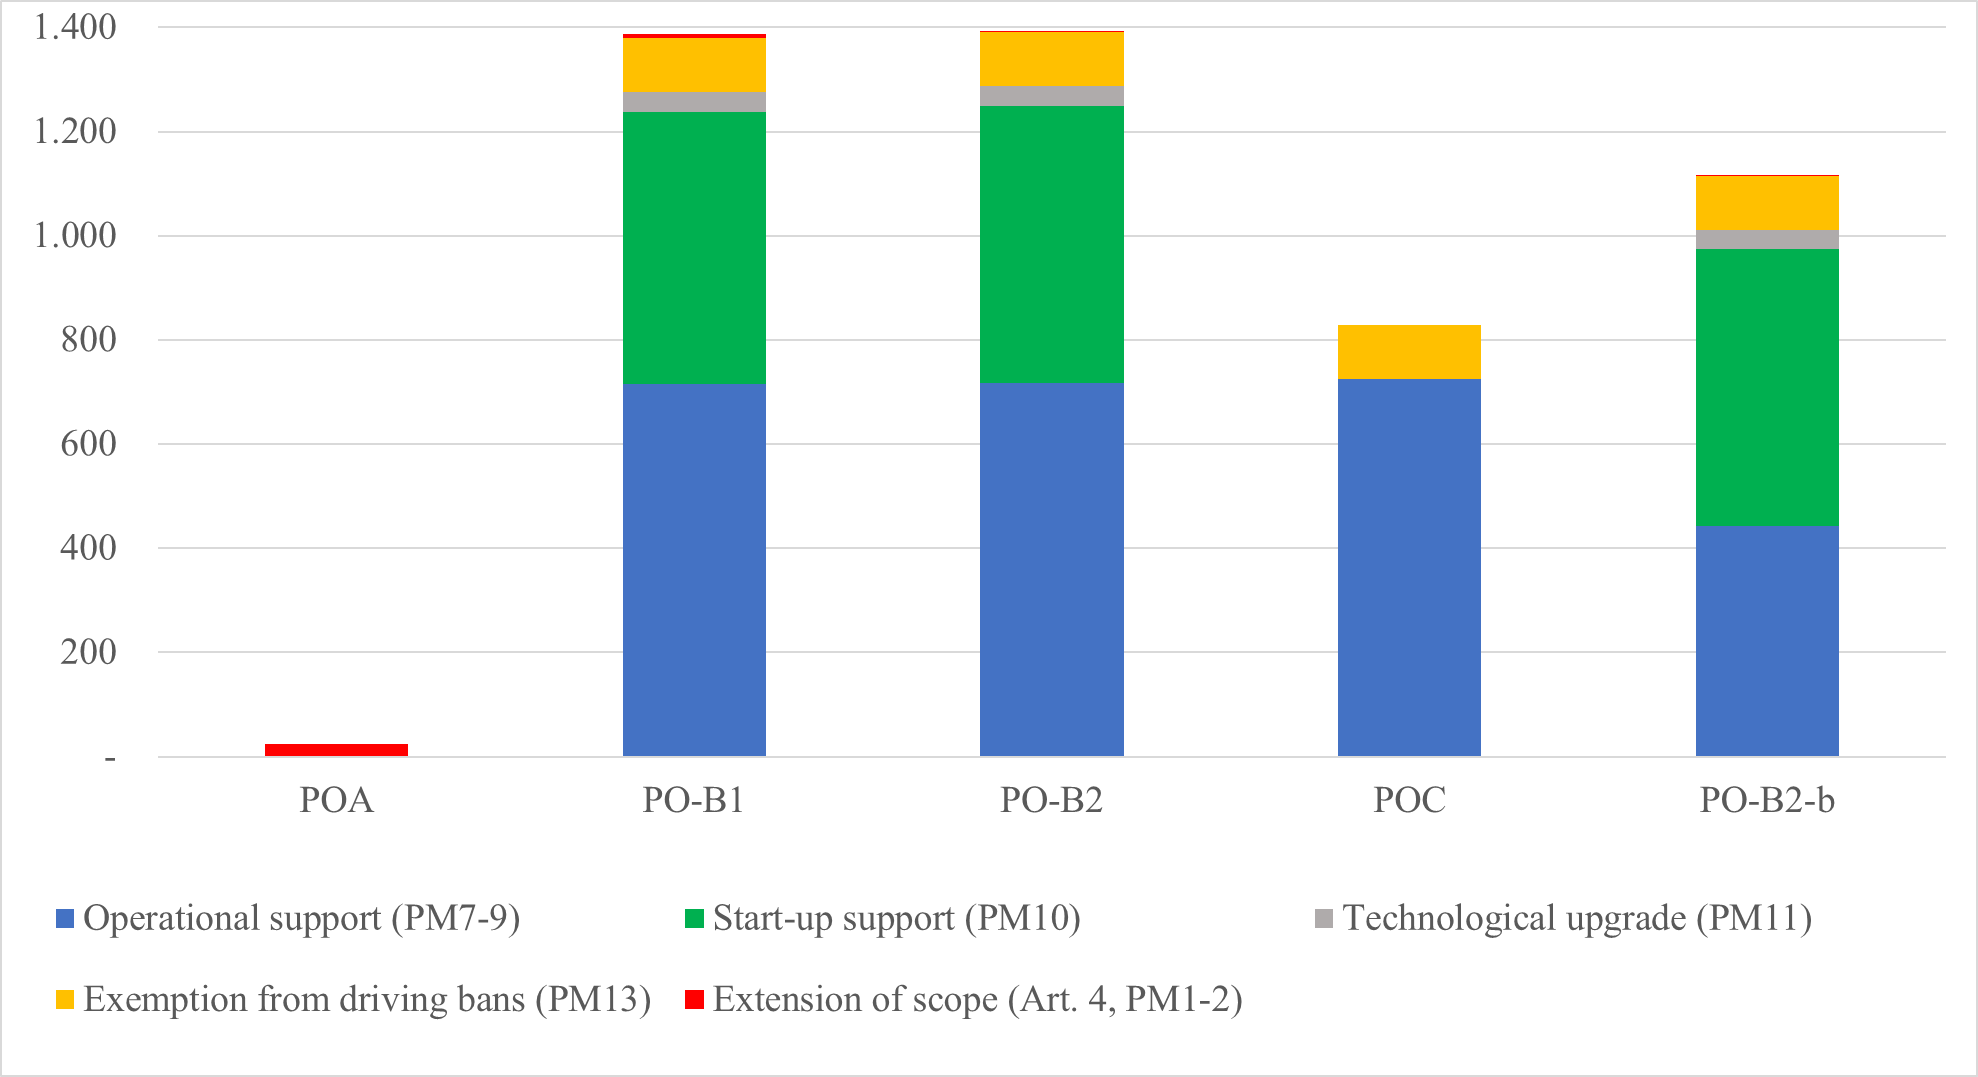 1.400
1.200
1.000
800
600
400
200
-
POA PO-B1 PO-B2 POC PO-B2-b
Operational support (PM7-9) Start-up support (PM10) Technological upgrade (PM11)
Exemption from driving bans (PM13) Extension of scope (Art. 4, PM1-2)